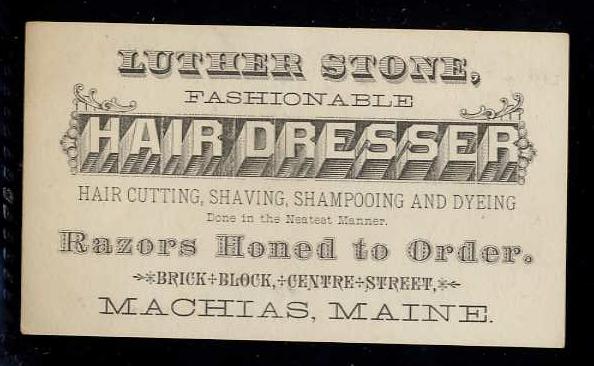 LUTHER STONE,
FASHIONABLE
HAIR DRESSER
HAIR CUTTING, SHAVING, SHAMPOOING AND DYEING
Done in the Neatest Manner.
Razors Honed to Order.
BRICK BLOCK, CENTRE STREET,
MACHIAS, MAINE.